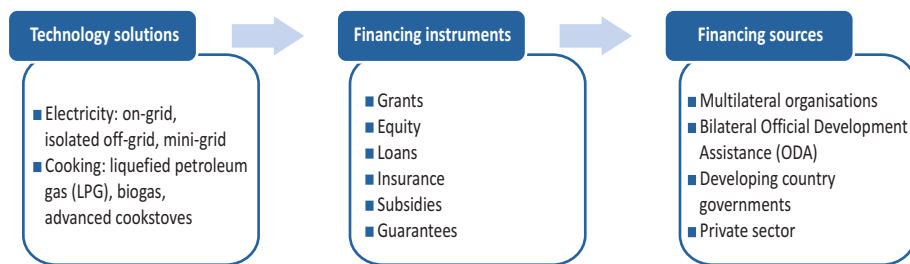 Technology solutions
Electricity: on-grid,
isolated off-grid, mini-grid
Cooking: liquefied petroleum
gas (LPG), biogas,
advanced cookstoves
Financing instruments
Grants
Equity
Loans
Insurance
Subsidies
Guarantees
Financing sources
Multilateral organisations
Bilateral Official Development
Assistance (ODA)
Developing country
governments
Private sector